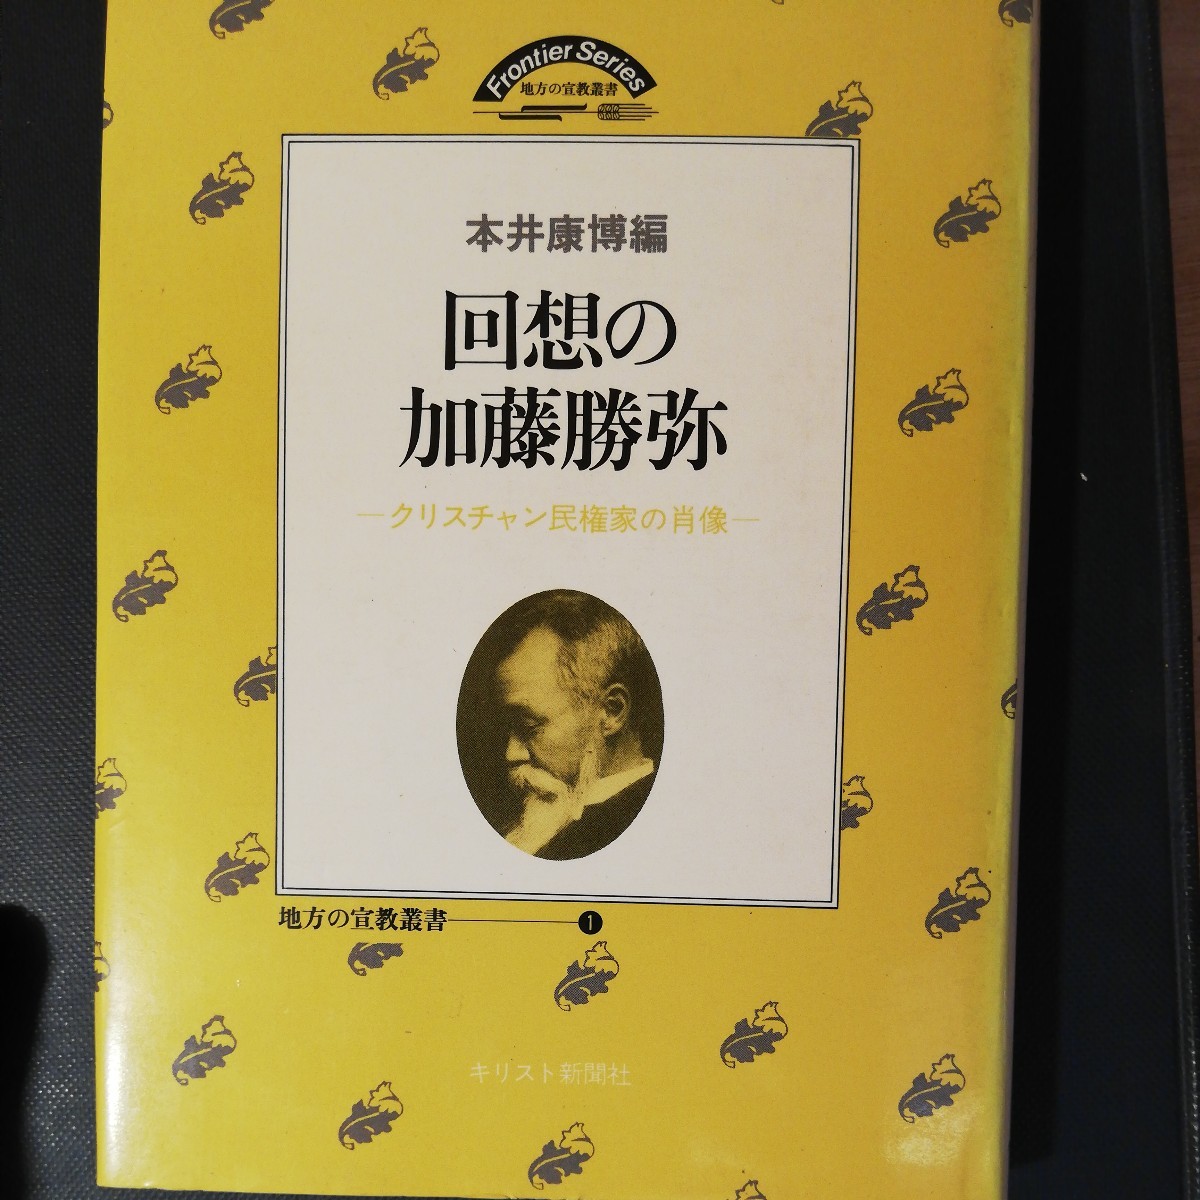 Frontier Series
地方の宣教叢書
本井康博編
回想の
加藤勝弥
―クリスチャン民権家の肖像―
地方の宣教叢書―――❶
キリスト新聞社